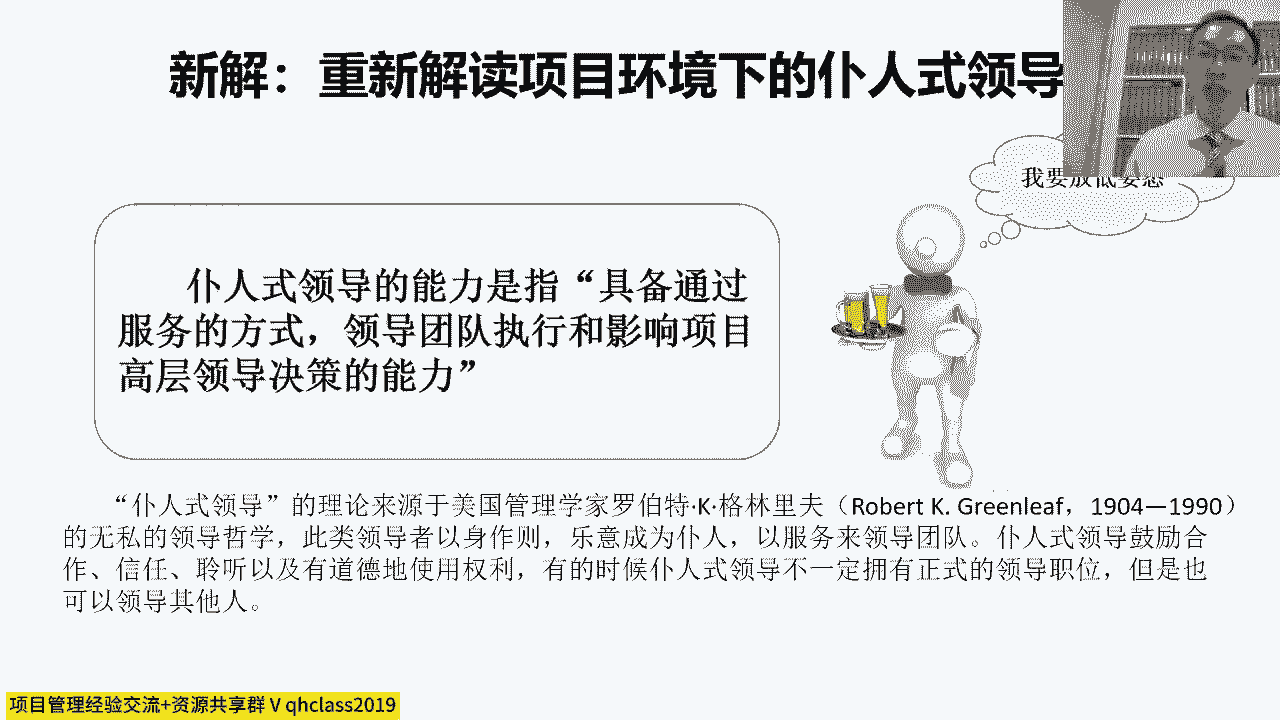 新解：重新解读项目环境下的仆人式领导
我要放低姿态
仆人式领导的能力是指“具备通过
服务的方式，领导团队执行和影响项目
高层领导决策的能力”
“仆人式领导”的理论来源于美国管理学家罗伯特·K·格林里夫（Robert K. Greenleaf，1904—1990）
的无私的领导哲学，此类领导者以身作则，乐意成为仆人，以服务来领导团队。仆人式领导鼓励合
作、信任、聆听以及有道德地使用权利，有的时候仆人式领导不一定拥有正式的领导职位，但是也
可以领导其他人。
项目管理经验交流+资源共享群 V qhclass2019